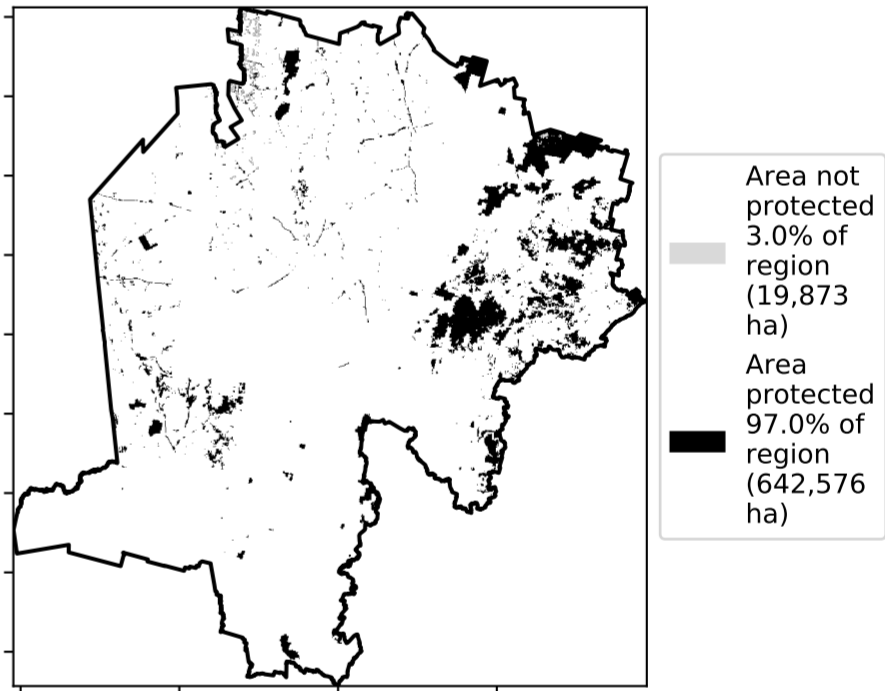 Area not
protected
3.0% of
region
(19,873
ha)
Area
protected
97.0% of
region
(642,576
ha)